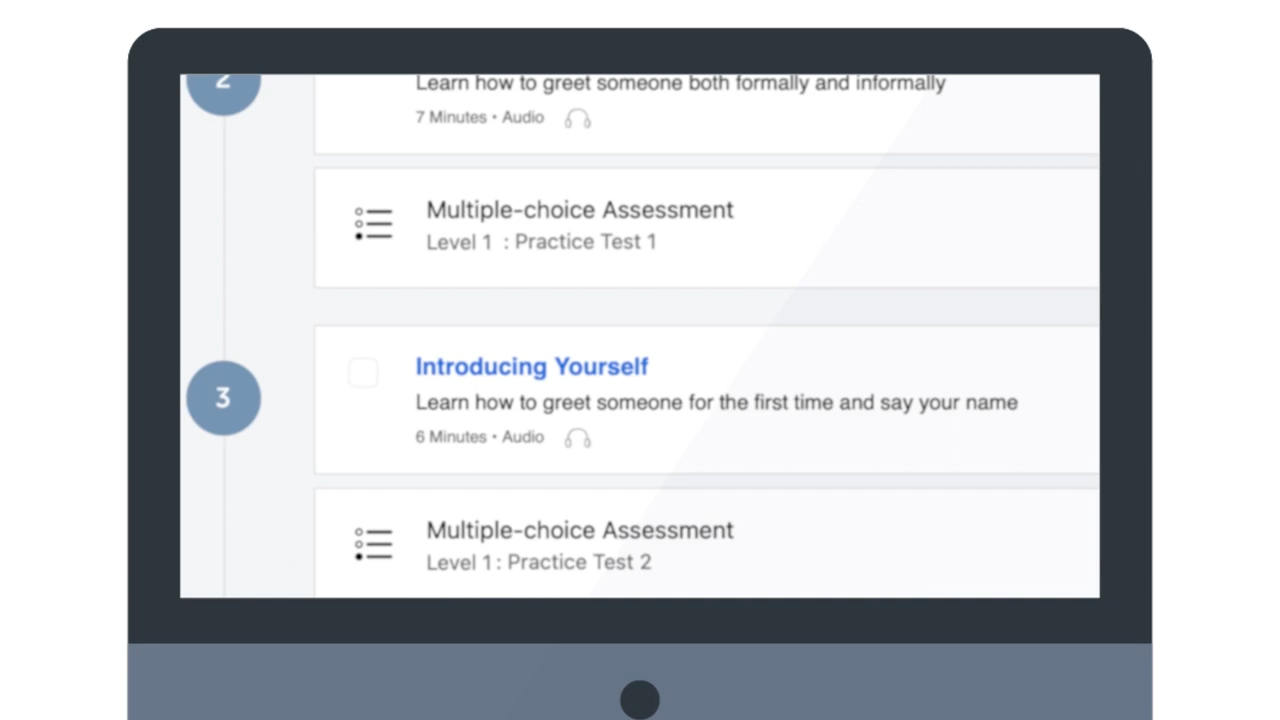 2
Learn how to greet someone both formally and informally
7 Minutes • Audio
Multiple-choice Assessment
Level 1 : Practice Test 1
3
Introducing Yourself
Learn how to greet someone for the first time and say your name
6 Minutes • Audio
Multiple-choice Assessment
Level 1: Practice Test 2